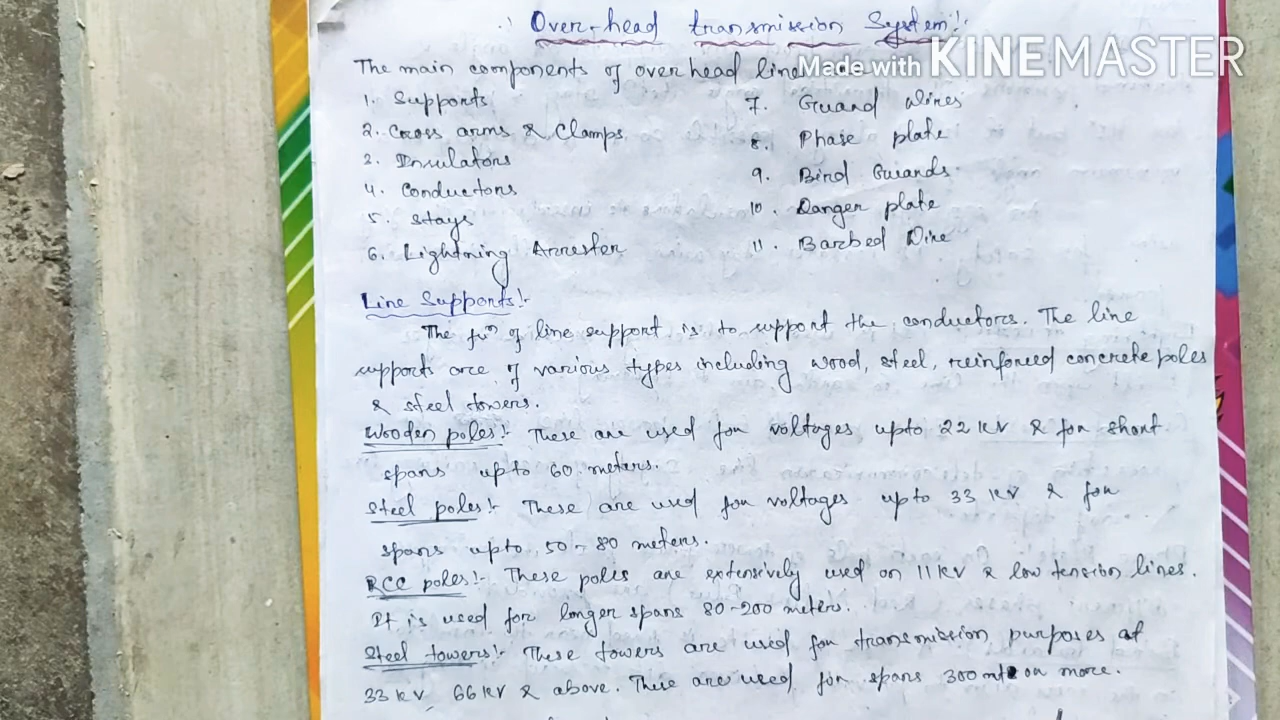 Over-head transmission System:-
Made with KINEMASTER
The main components of overhead line
1. Supports
2. Cross arms & Clamps
2. Insulators
4. Conductors
5. Stays
6. Lightning Arrester
7. Guard Wires
8. Phase plate
9. Bird Guards
10. Danger plate
11. Barbed Wire
Line Supports:-
The fuⁿ of line support is to support the conductors. The line
supports are of various types including wood, steel, reinforced concrete poles
& steel towers.
Wooden poles:- These are used for voltages upto 22 kV & for short
spans upto 60 meters.
Steel poles:- These are used for voltages upto 33 kV & for
spans upto 50-80 meters.
RCC poles:- These poles are extensively used on 11 kV & low tension lines.
It is used for longer spans 80-200 meters.
Steel towers:- These towers are used for transmission purposes at
33 kV, 66 kV & above. These are used for spans 300 mt or more.